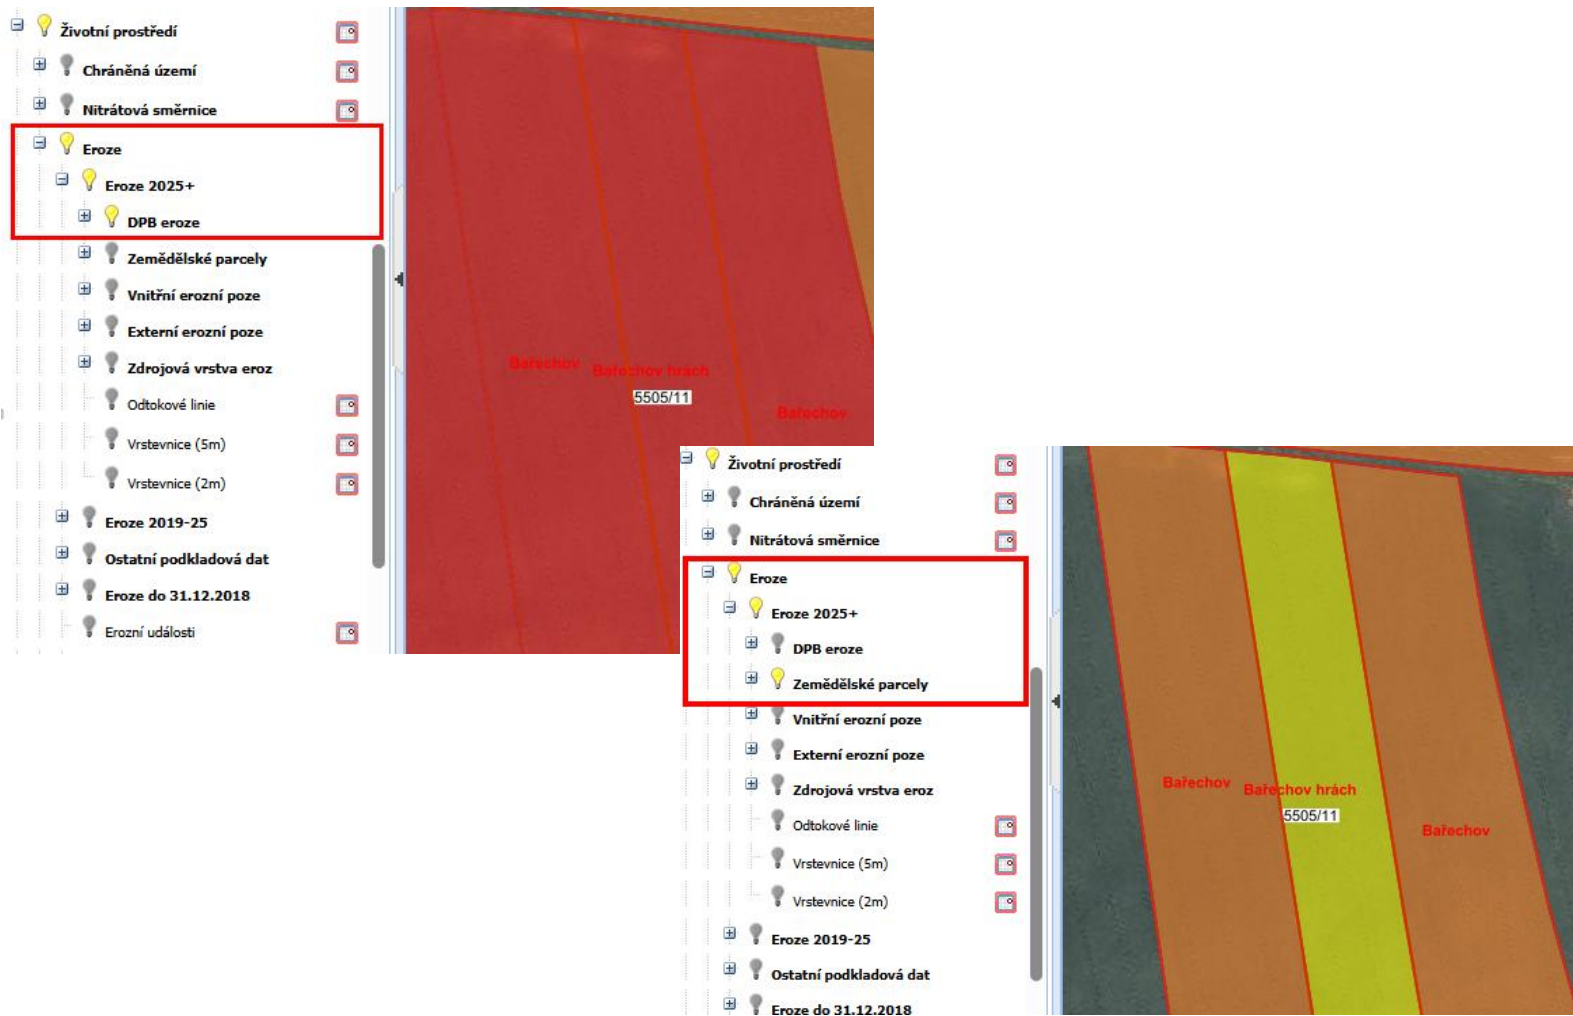 Životní prostředí
Chráněná území
Nitrátová směrnice
Eroze
Eroze 2025+
DPB eroze
Zemědělské parcely
Vnitřní erozní poze
Externí erozní poze
Zdrojová vrstva eroz
Odtokové linie
Vrstevnice (5m)
Vrstevnice (2m)
Eroze 2019-25
Ostatní podkladová dat
Eroze do 31.12.2018
Erozní události
Bařechov
Bařechov hrách
5505/11
Bařechov
Životní prostředí
Chráněná území
Nitrátová směrnice
Eroze
Eroze 2025+
DPB eroze
Zemědělské parcely
Vnitřní erozní poze
Externí erozní poze
Zdrojová vrstva eroz
Odtokové linie
Vrstevnice (5m)
Vrstevnice (2m)
Eroze 2019-25
Ostatní podkladová dat
Eroze do 31.12.2018
Bařechov
Bařechov hrách
5505/11
Bařechov